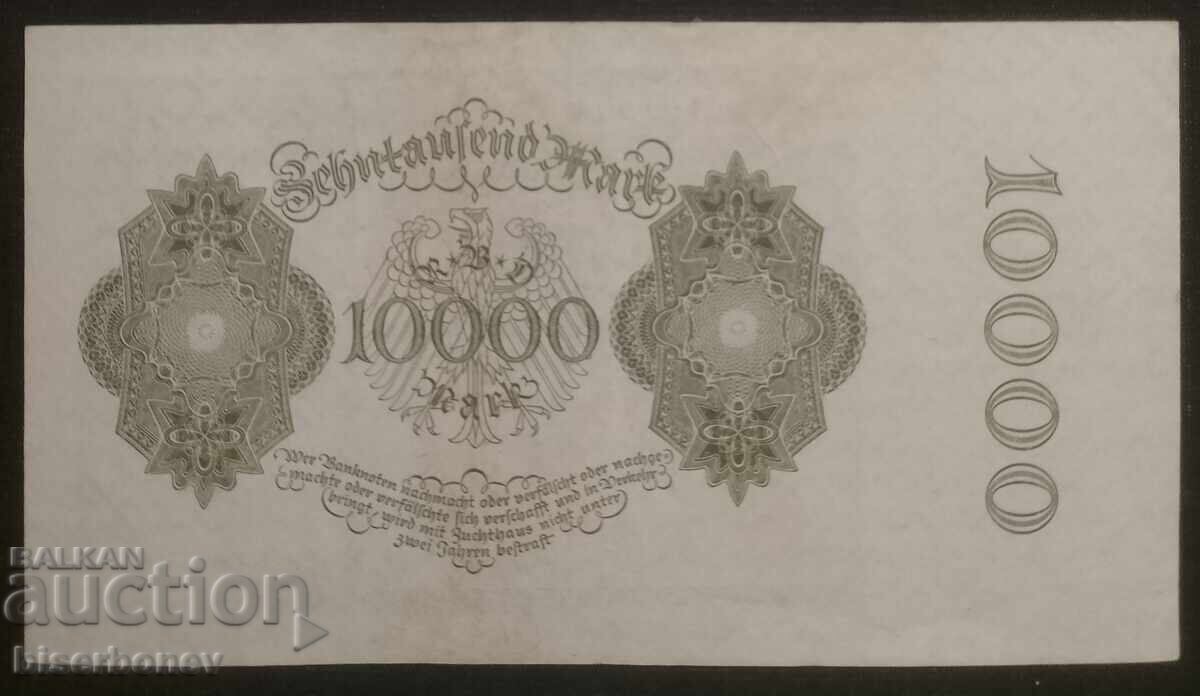 Zehntausend Mark
R*B*D
10000
Mark
Wer Banknoten nachmacht oder verfälscht oder nachge-
machte oder verfälschte sich verschafft und in Verkehr
bringt, wird mit Zuchthaus nicht unter
zwei Jahren bestraft
10000
BALKAN
auction
biserboney